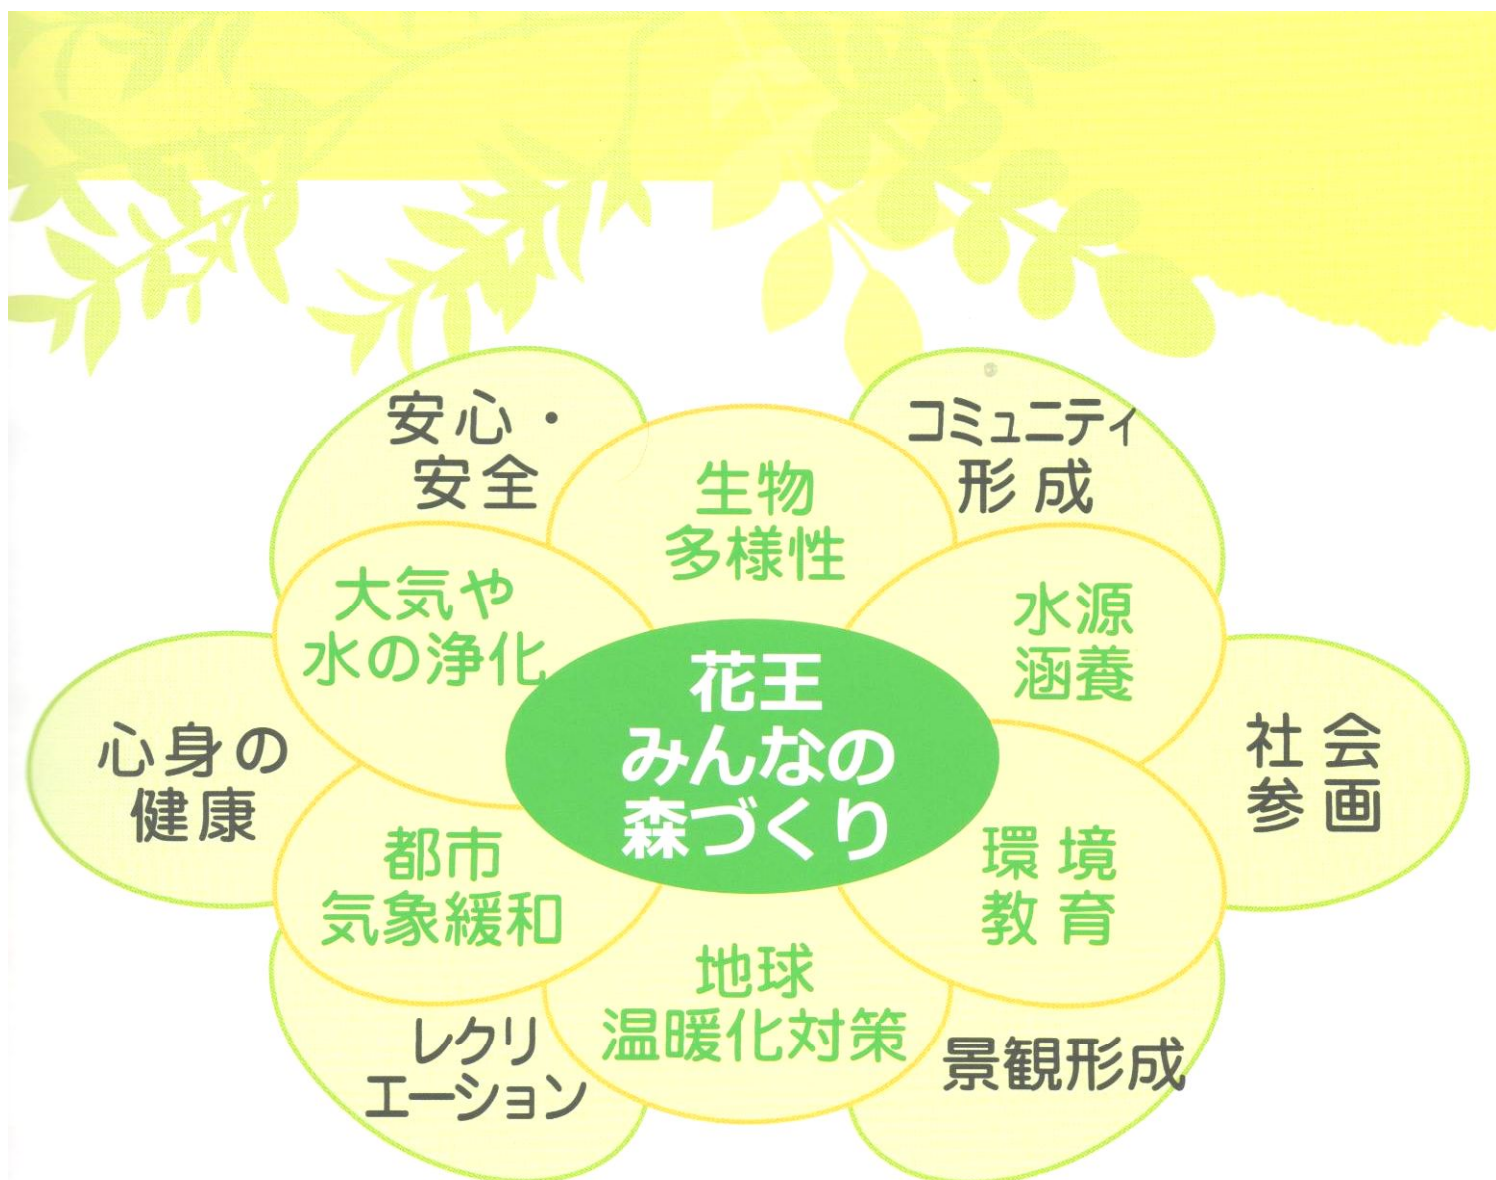 安心・
安全
コミュニティ
形成
生物
多様性
大気や
水の浄化
水源
涵養
花王
みんなの
森づくり
心身の
健康
社会
参画
都市
気象緩和
環境
教育
地球
温暖化対策
レクリ
エーション
景観形成